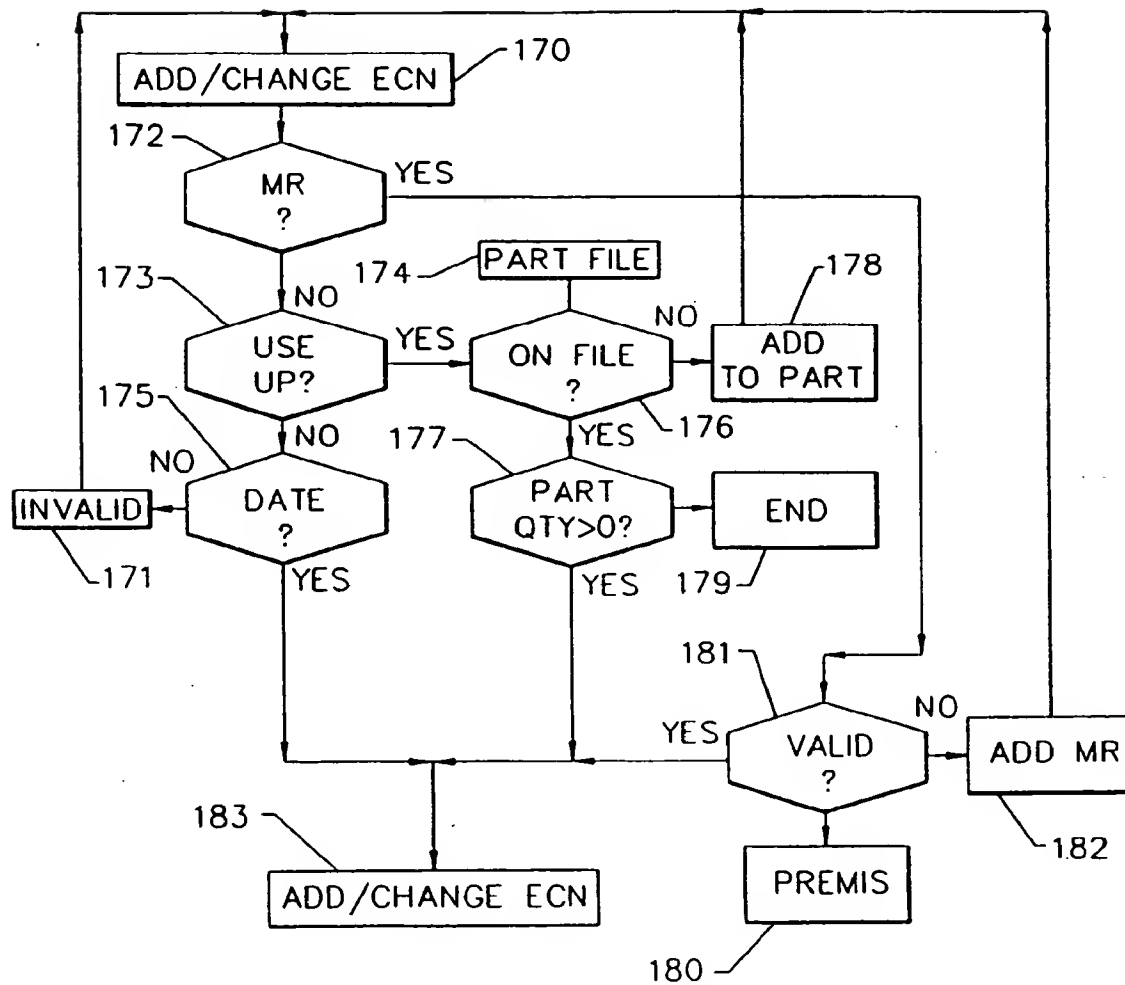 ADD/CHANGE ECN
170
172
MR
?
YES
NO
173
USE
UP?
YES
174
PART FILE
ON FILE
?
176
NO
178
ADD
TO PART
NO
175
DATE
?
NO
INVALID
171
YES
YES
177
PART
QTY>0?
END
179
YES
181
VALID
?
YES
NO
ADD MR
182
PREMIS
180
183
ADD/CHANGE ECN